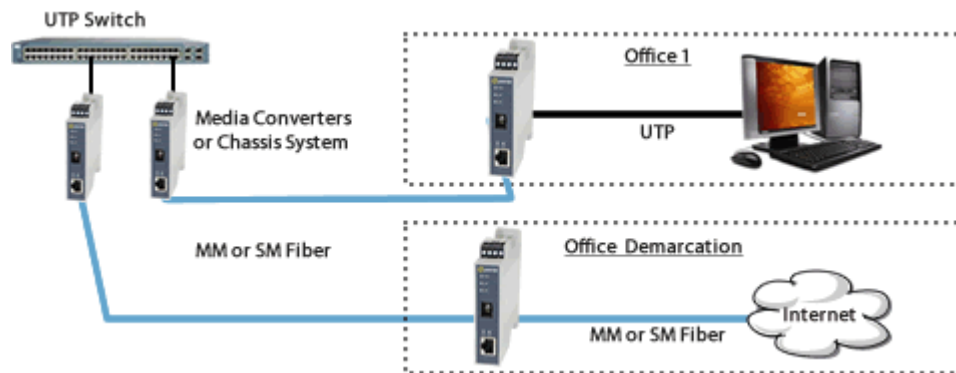 UTP Switch
Office 1
Media Converters
or Chassis System
UTP
MM or SM Fiber
Office Demarcation
Internet
MM or SM Fiber